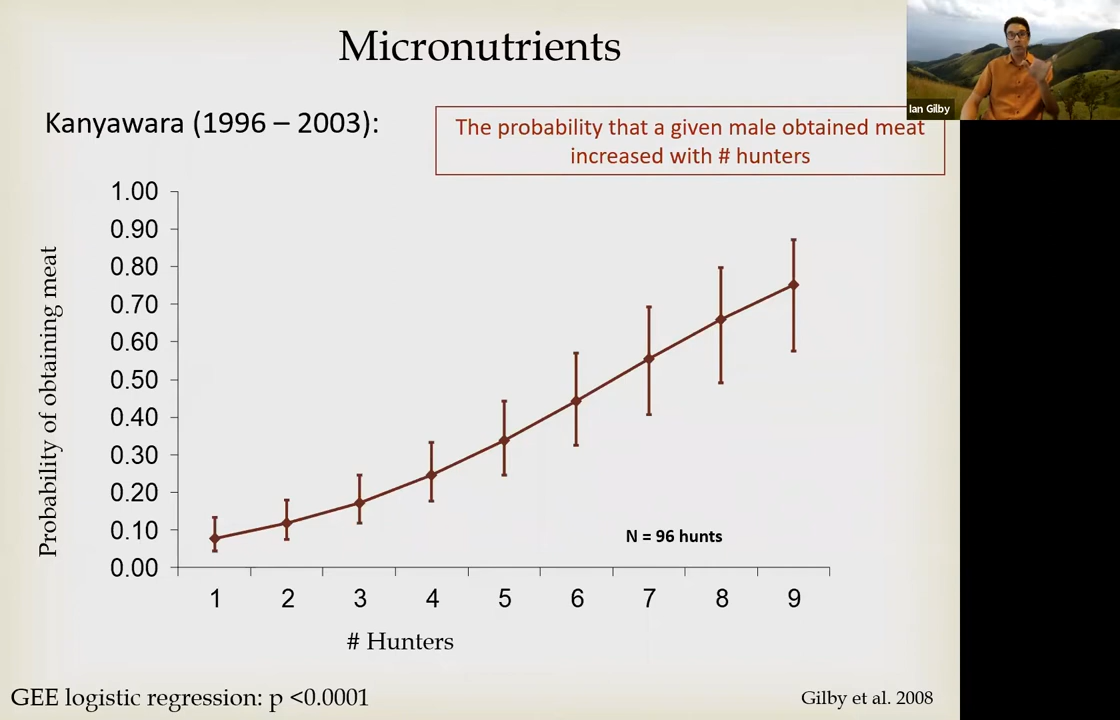 Micronutrients
Ian Gilby
Kanyawara (1996 – 2003):
The probability that a given male obtained meat
increased with # hunters
Probability of obtaining meat
1.00
0.90
0.80
0.70
0.60
0.50
0.40
0.30
0.20
0.10
0.00
N = 96 hunts
1 2 3 4 5 6 7 8 9
# Hunters
GEE logistic regression: p <0.0001
Gilby et al. 2008